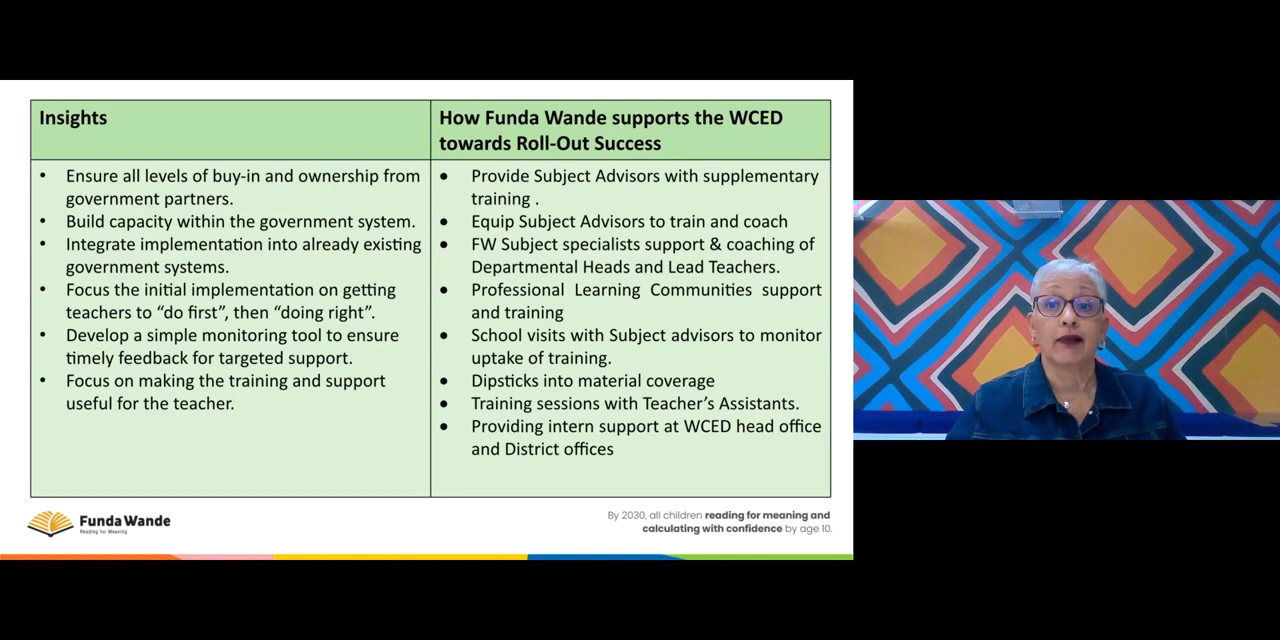 Insights
• Ensure all levels of buy-in and ownership from
government partners.
• Build capacity within the government system.
• Integrate implementation into already existing
government systems.
• Focus the initial implementation on getting
teachers to “do first”, then “doing right”.
• Develop a simple monitoring tool to ensure
timely feedback for targeted support.
• Focus on making the training and support
useful for the teacher.
How Funda Wande supports the WCED
towards Roll-Out Success
● Provide Subject Advisors with supplementary
training .
● Equip Subject Advisors to train and coach
● FW Subject specialists support & coaching of
Departmental Heads and Lead Teachers.
● Professional Learning Communities support
and training
● School visits with Subject advisors to monitor
uptake of training.
● Dipsticks into material coverage
● Training sessions with Teacher’s Assistants.
● Providing intern support at WCED head office
and District offices
Funda Wande
Reading for Meaning
By 2030, all children reading for meaning and
calculating with confidence by age 10.